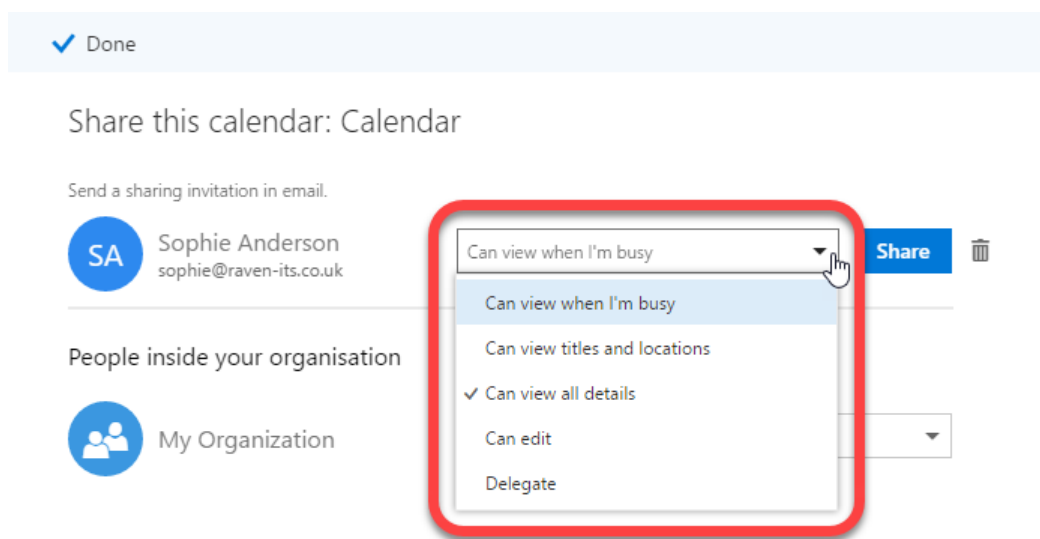 Done
Share this calendar: Calendar
Send a sharing invitation in email.
SA
Sophie Anderson
sophie@raven-its.co.uk
Can view when I'm busy
Share
Can view when I'm busy
Can view titles and locations
Can view all details
Can edit
Delegate
People inside your organisation
My Organization